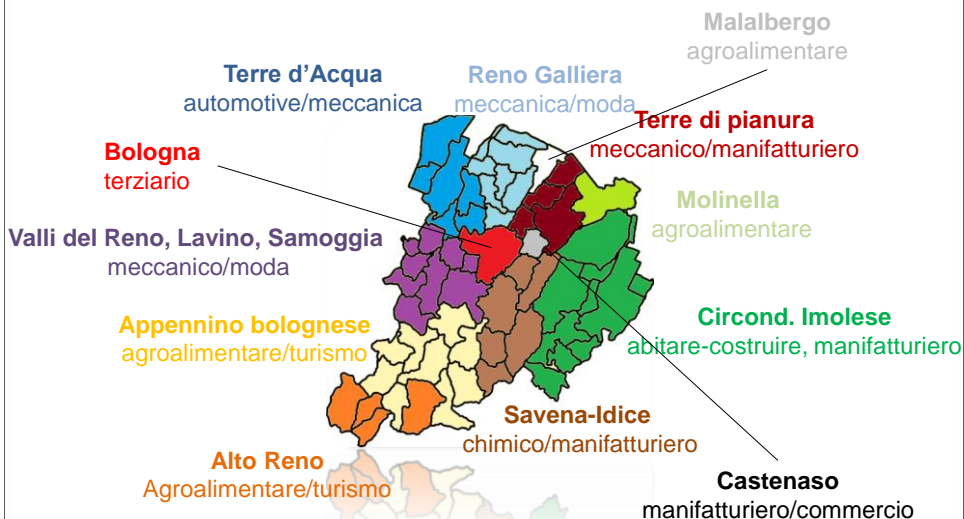 Malalbergo
agroalimentare
Terre d’Acqua
automotive/meccanica
Reno Galliera
meccanica/moda
Terre di pianura
meccanico/manifatturiero
Bologna
terziario
Molinella
agroalimentare
Valli del Reno, Lavino, Samoggia
meccanico/moda
Appennino bolognese
agroalimentare/turismo
Circond. Imolese
abitare-costruire, manifatturiero
Savena-Idice
chimico/manifatturiero
Alto Reno
Agroalimentare/turismo
Castenaso
manifatturiero/commercio